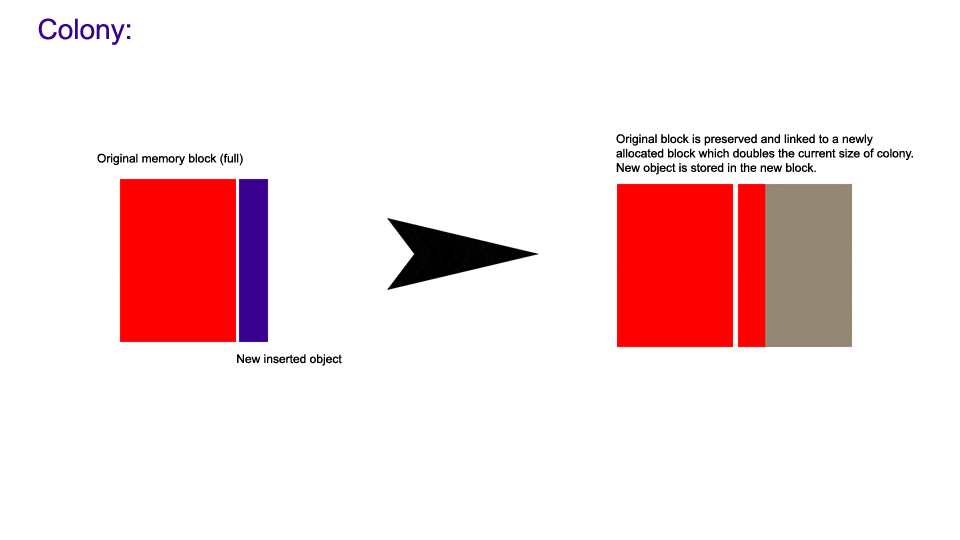 Colony:
Original memory block (full)
New inserted object
Original block is preserved and linked to a newly
allocated block which doubles the current size of colony.
New object is stored in the new block.